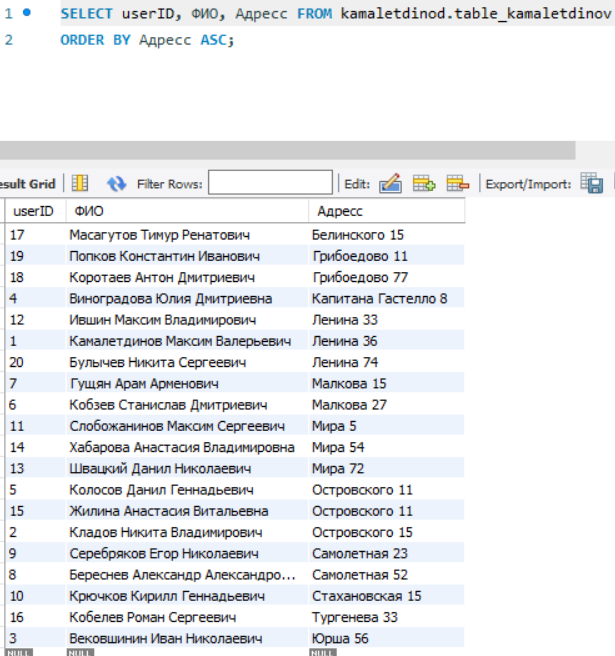 1 SELECT userID, ФИО, Адресс FROM kamaletdinod.table_kamaletdinov
2 ORDER BY Адресс ASC;
esult Grid Filter Rows: Edit: Export/Import:
userID ФИО Адресс
17 Масагутов Тимур Ренатович Белинского 15
19 Попков Константин Иванович Грибоедово 11
18 Коротаев Антон Дмитриевич Грибоедово 77
4 Виноградова Юлия Дмитриевна Капитана Гастелло 8
12 Ившин Максим Владимирович Ленина 33
1 Камалетдинов Максим Валерьевич Ленина 36
20 Булычев Никита Сергеевич Ленина 74
7 Гущян Арам Арменович Малкова 15
6 Кобзев Станислав Дмитриевич Малкова 27
11 Слобожанинов Максим Сергеевич Мира 5
14 Хабарова Анастасия Владимировна Мира 54
13 Швацкий Данил Николаевич Мира 72
5 Колосов Данил Геннадьевич Островского 11
15 Жилина Анастасия Витальевна Островского 11
2 Кладов Никита Владимирович Островского 15
9 Серебряков Егор Николаевич Самолетная 23
8 Береснев Александр Александро... Самолетная 52
10 Крючков Кирилл Геннадьевич Стахановская 15
16 Кобелев Роман Сергеевич Тургенева 33
3 Вековшинин Иван Николаевич Юрша 56
NULL NULL NULL